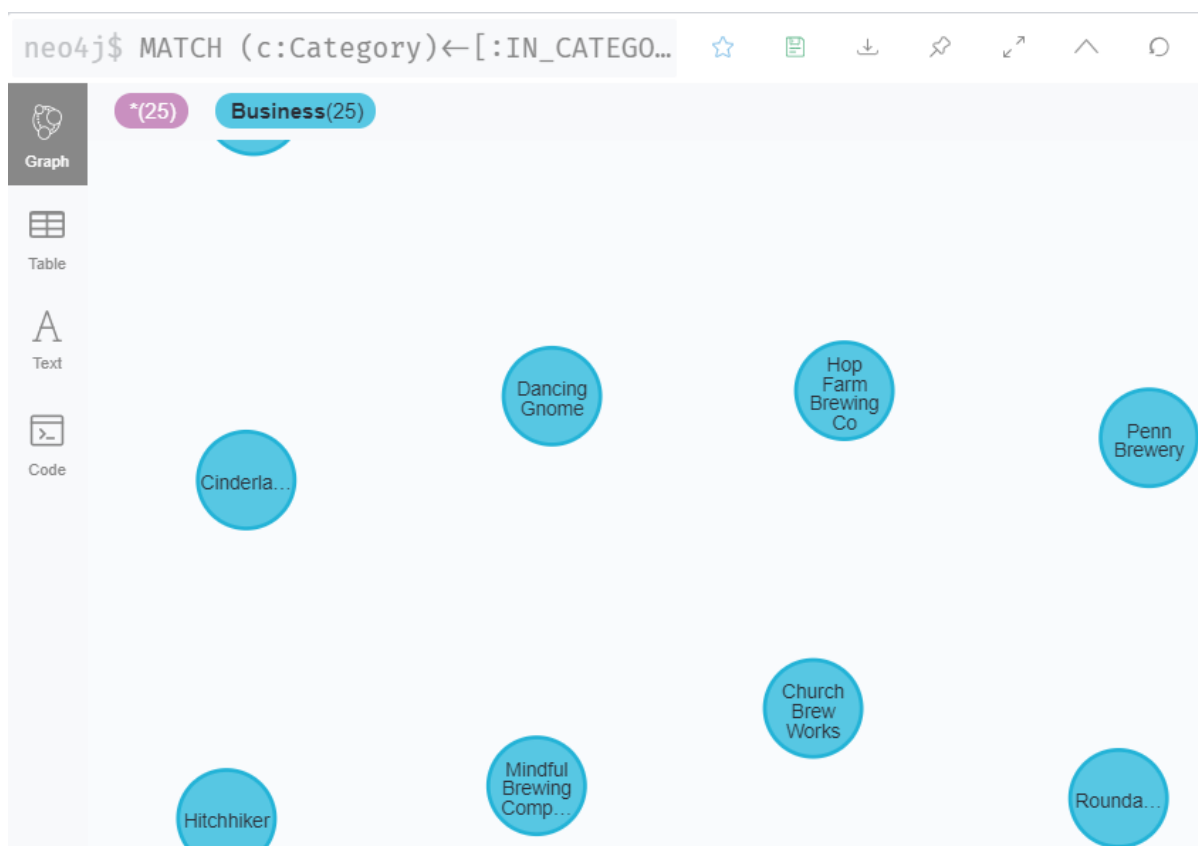 neo4j$ MATCH (c:Category)←[:IN_CATEGO…
*(25)
Business(25)
Graph
Table
Text
Code
Dancing
Gnome
Hop
Farm
Brewing
Co
Penn
Brewery
Cinderla…
Church
Brew
Works
Mindful
Brewing
Comp…
Rounda…
Hitchhiker